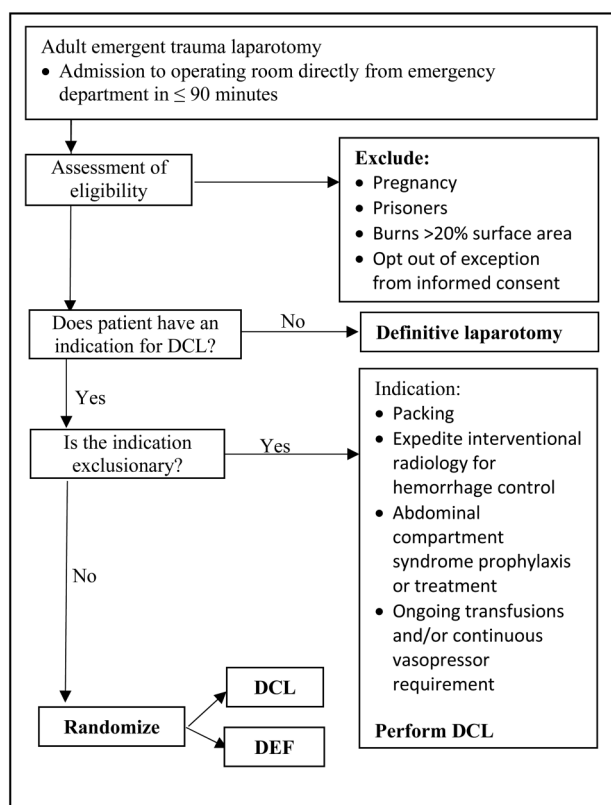 Adult emergent trauma laparotomy
• Admission to operating room directly from emergency
department in ≤ 90 minutes
Assessment of
eligibility
Exclude:
• Pregnancy
• Prisoners
• Burns >20% surface area
• Opt out of exception
from informed consent
Does patient have an
indication for DCL?
No
Definitive laparotomy
Yes
Is the indication
exclusionary?
Yes
Indication:
• Packing
• Expedite interventional
radiology for
hemorrhage control
• Abdominal
compartment
syndrome prophylaxis
or treatment
• Ongoing transfusions
and/or continuous
vasopressor
requirement
Perform DCL
No
Randomize
DCL
DEF